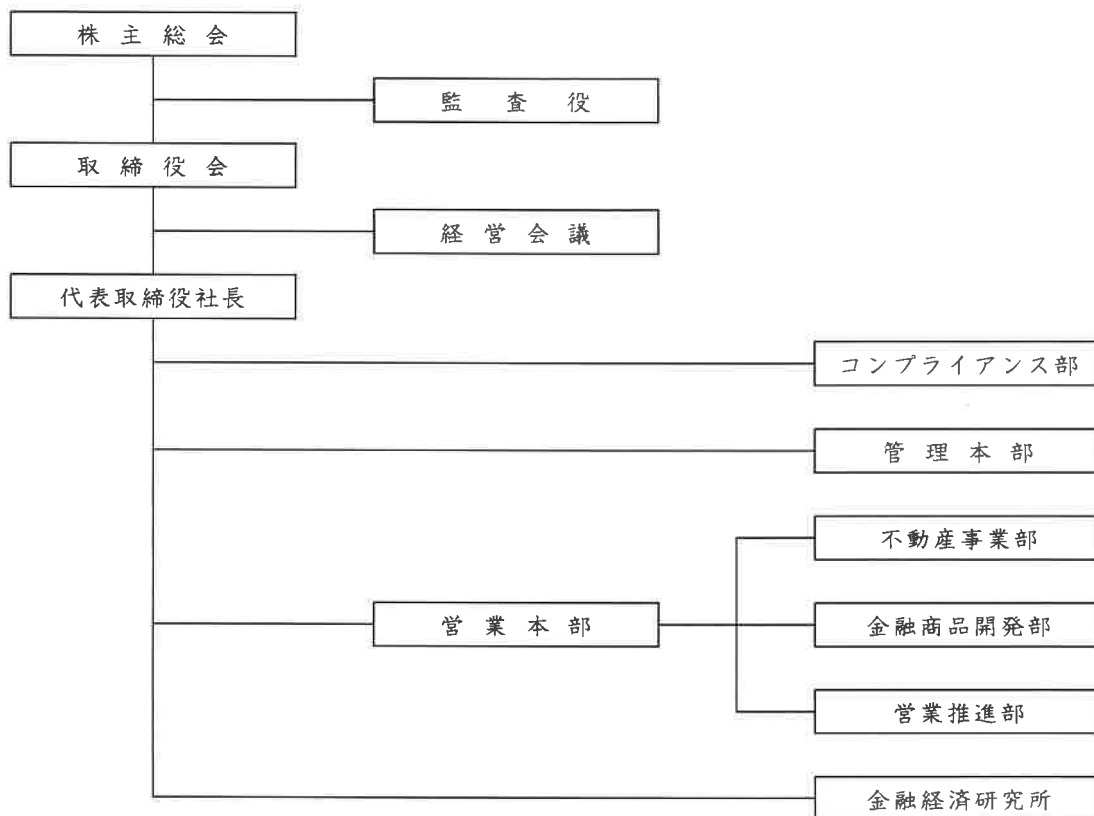 株主総会
監査役
取締役会
経営会議
代表取締役社長
コンプライアンス部
管理本部
不動産事業部
営業本部
金融商品開発部
営業推進部
金融経済研究所